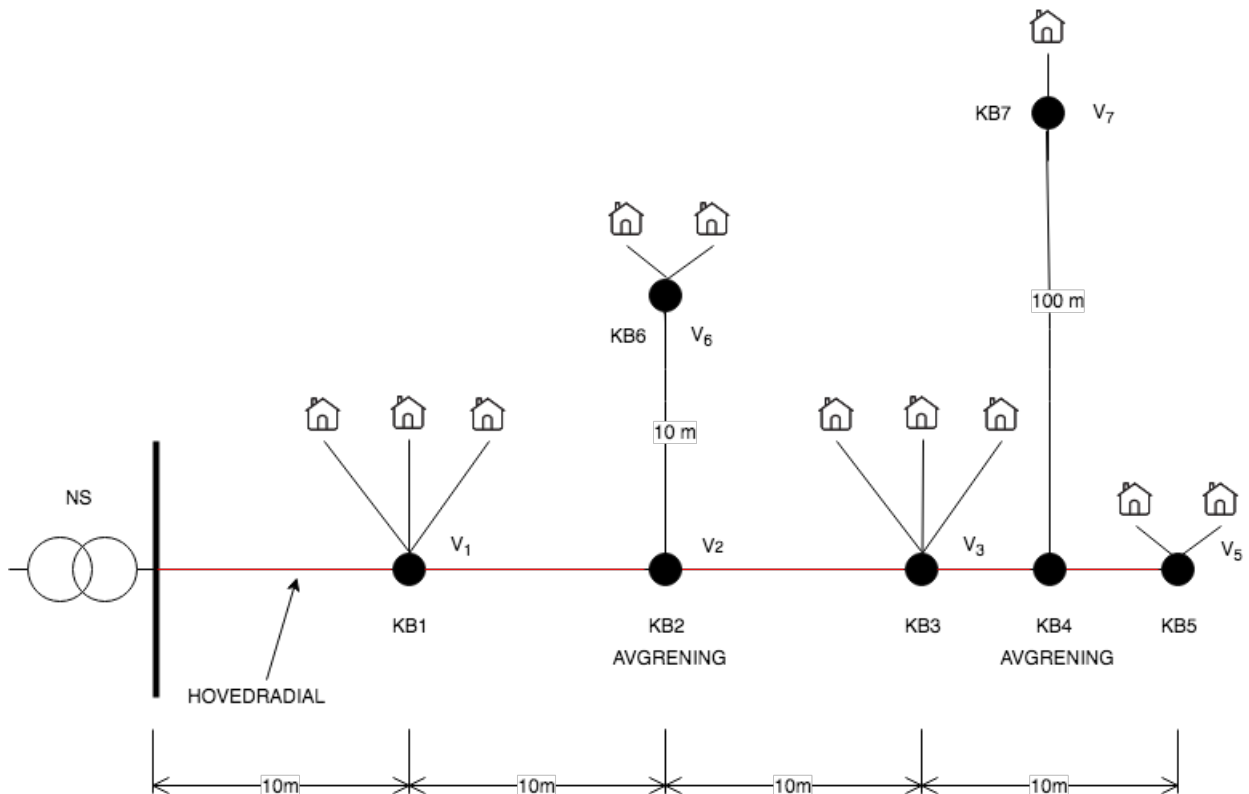 KB7 V7
100 m
KB6 V6
10 m
NS
V1 V2 V3 V5
KB1 KB2 KB3 KB4 KB5
AVGRENING AVGRENING
HOVEDRADIAL
10m 10m 10m 10m